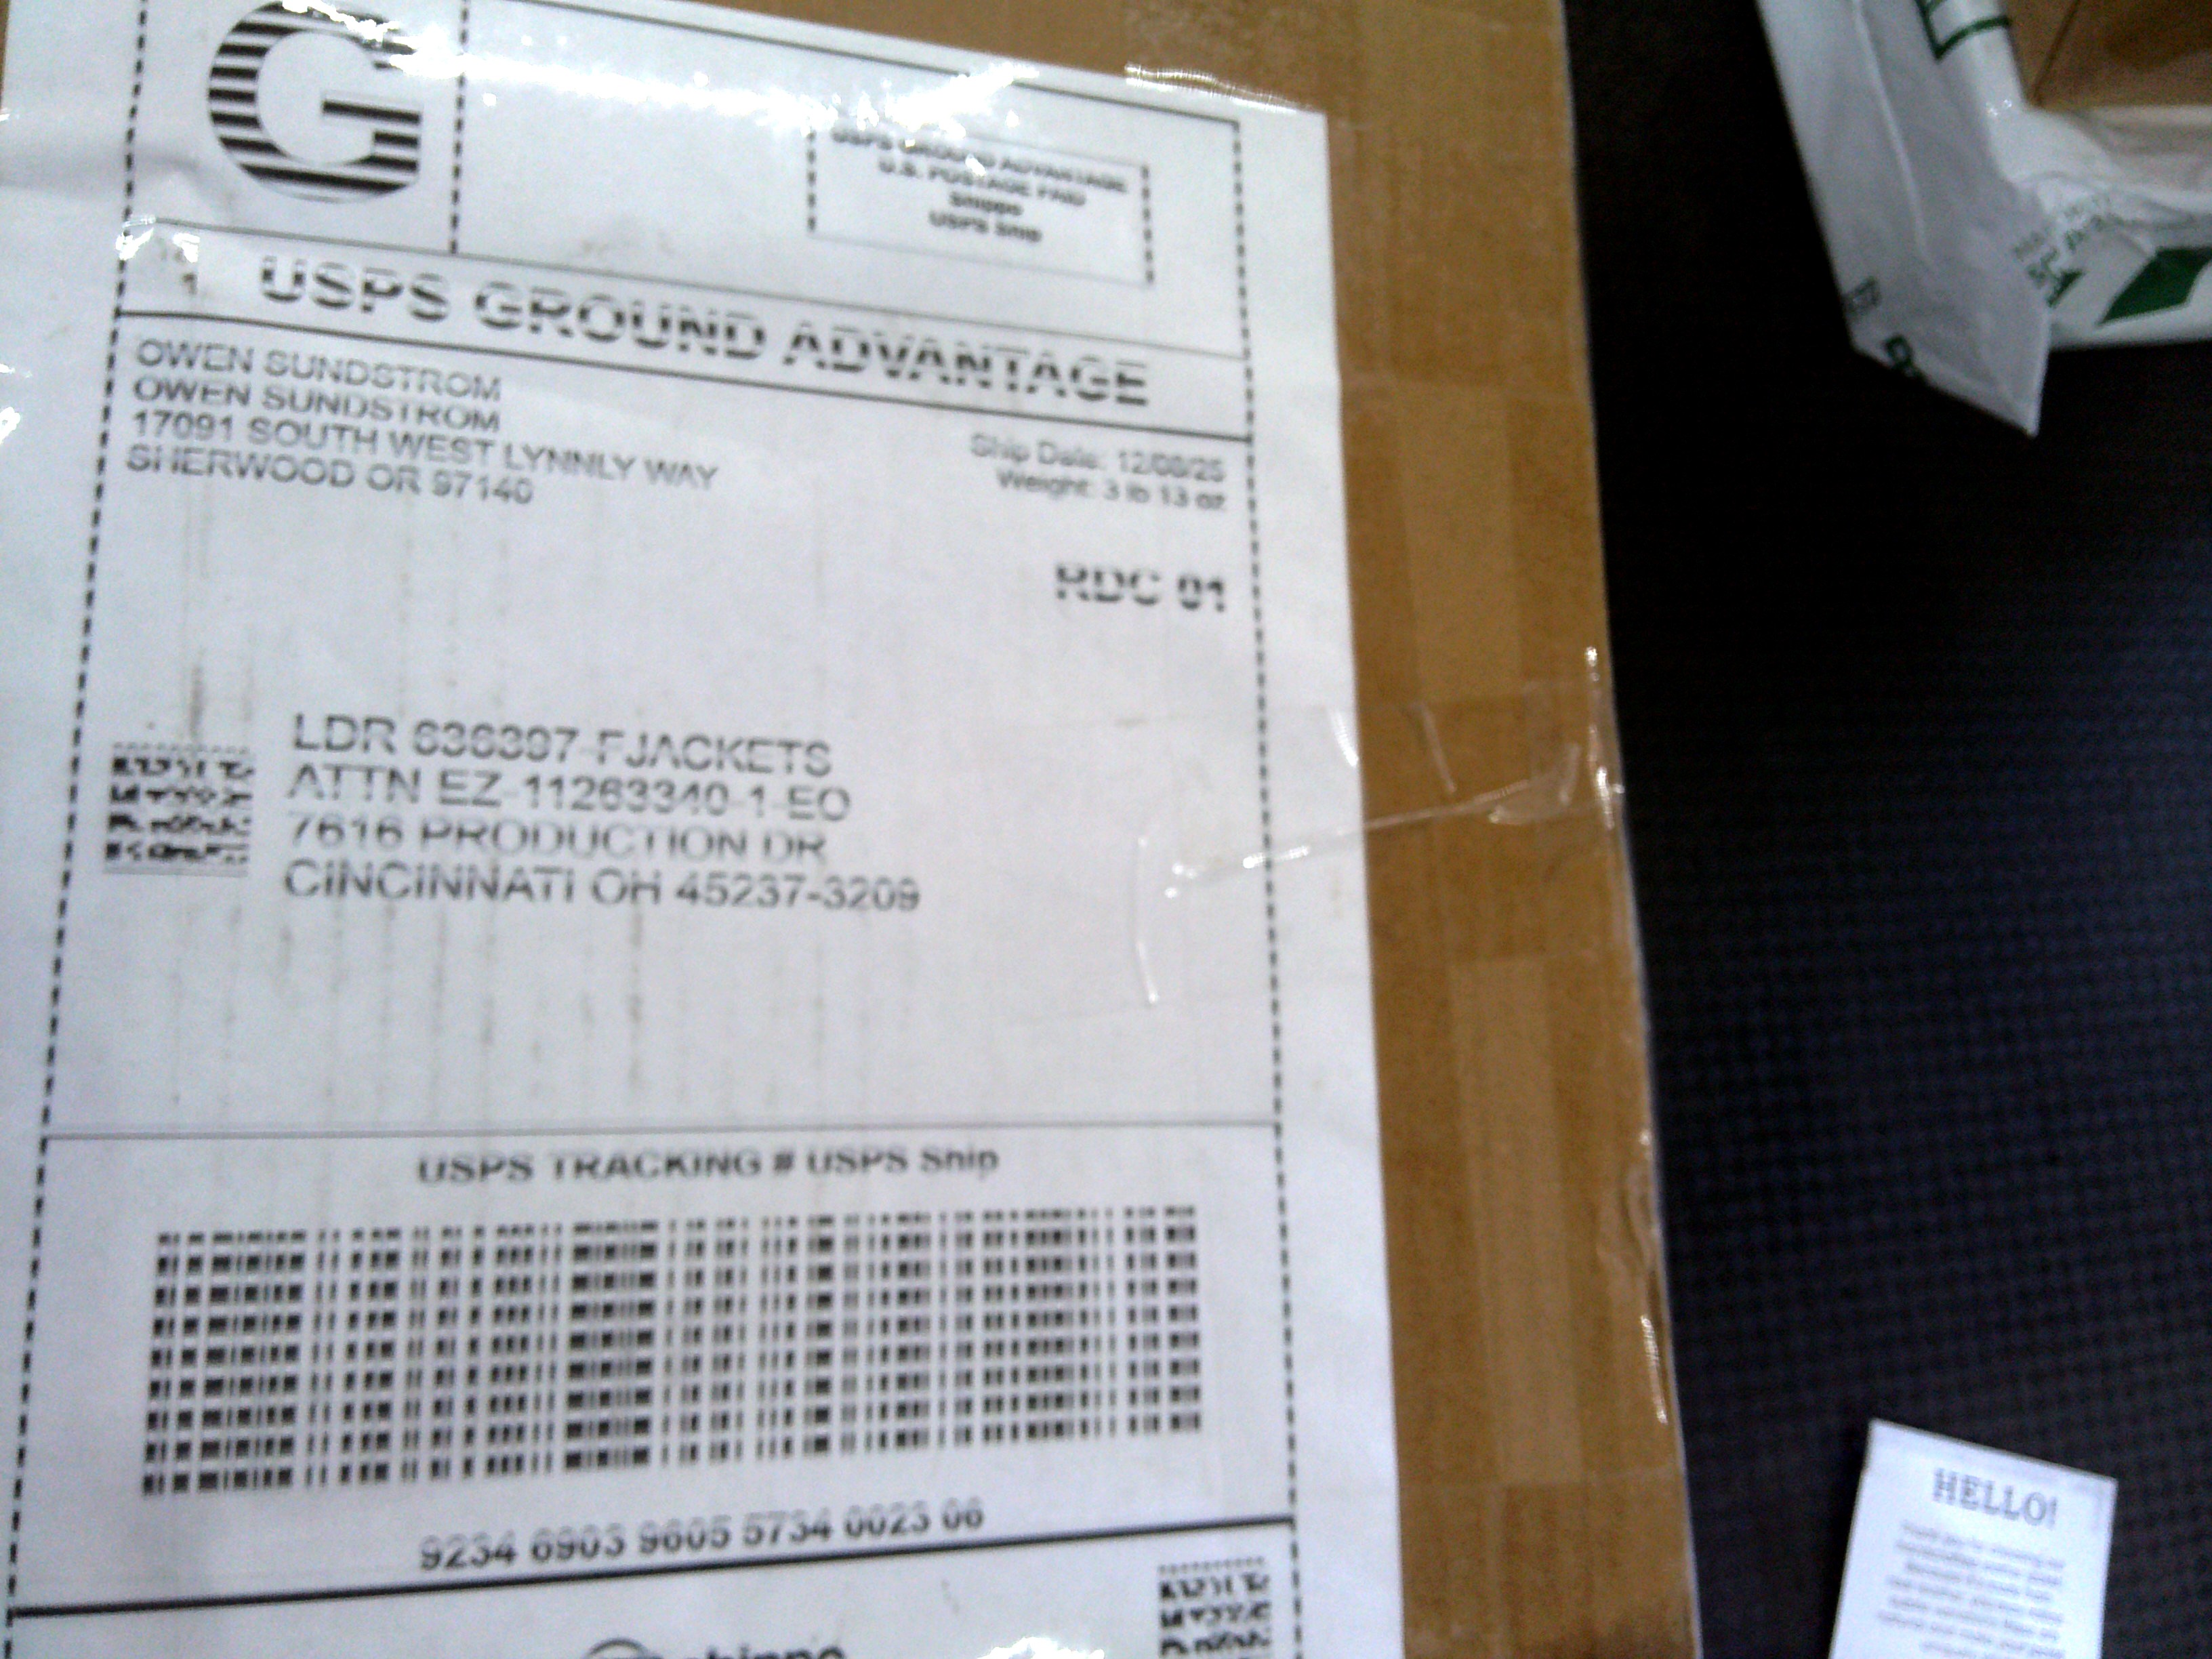 G
USPS GROUND ADVANTAGE
U.S. POSTAGE PAID
Shippo
USPS Ship
USPS GROUND ADVANTAGE
OWEN SUNDSTROM
OWEN SUNDSTROM
17091 SOUTH WEST LYNNLY WAY
SHERWOOD OR 97140
Ship Date: 12/08/25
Weight: 3 lb 13 oz
RDC 01
LDR 636397-FJACKETS
ATTN EZ-11263340-1-EO
7616 PRODUCTION DR
CINCINNATI OH 45237-3209
USPS TRACKING # USPS Ship
9234 6903 9605 5734 0023 06
HELLO!